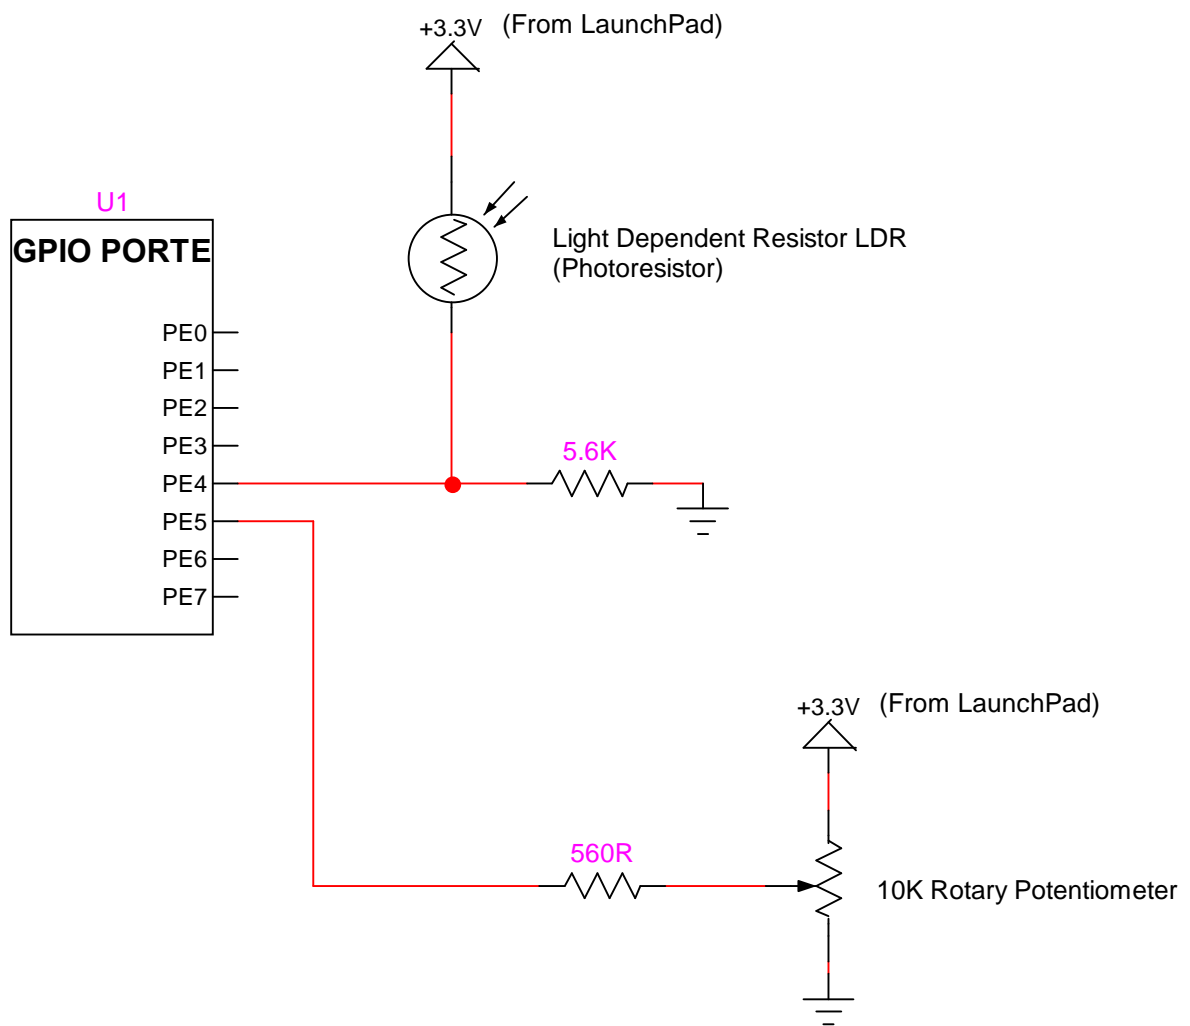 +3.3V (From LaunchPad)
U1
GPIO PORTE
Light Dependent Resistor LDR
(Photoresistor)
PE0
PE1
PE2
PE3
5.6K
PE4
PE5
PE6
PE7
+3.3V (From LaunchPad)
560R
10K Rotary Potentiometer